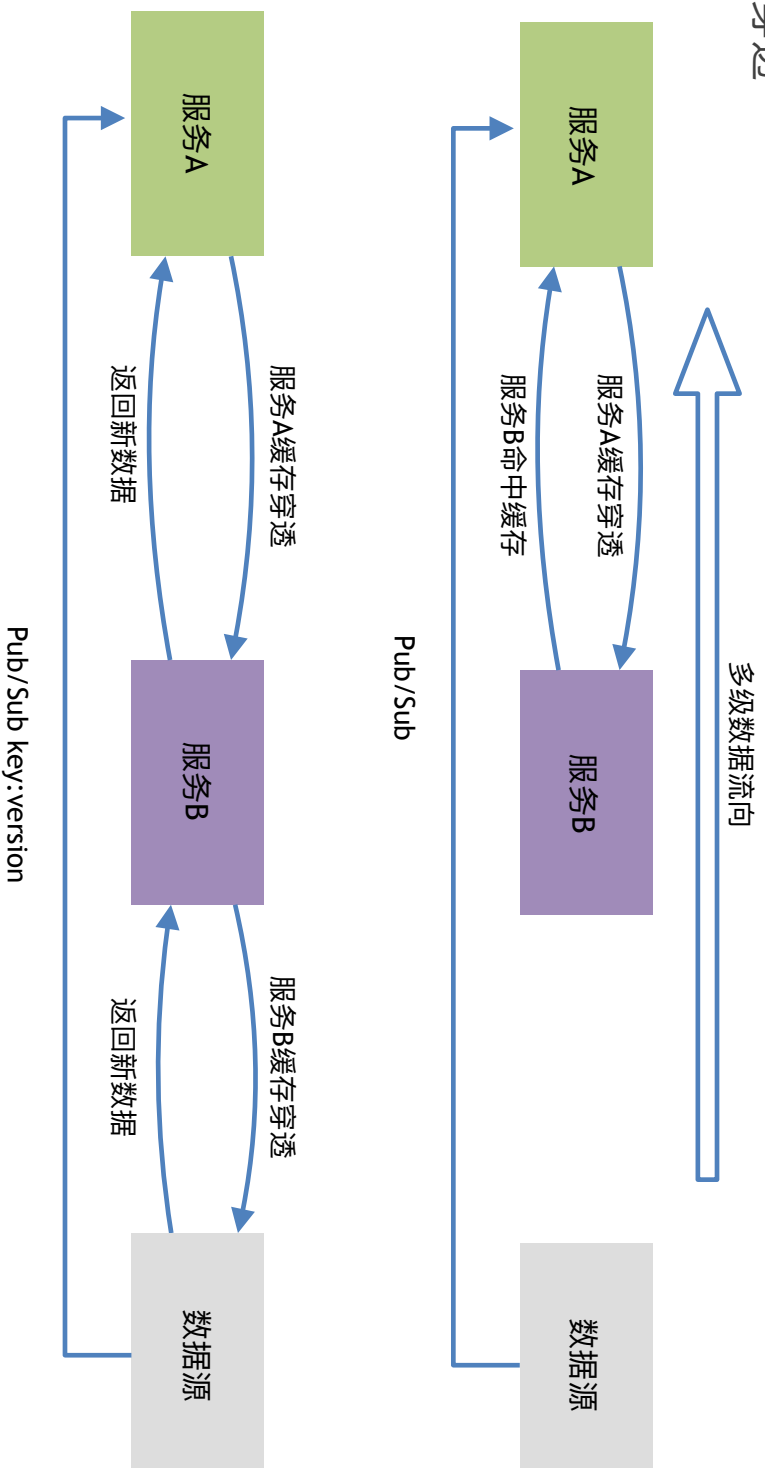 多级数据流向
服务A缓存穿透
服务A
服务B
数据源
服务B命中缓存
Pub/Sub
服务A缓存穿透
服务B缓存穿透
服务A
服务B
数据源
返回新数据
返回新数据
Pub/Sub key:version